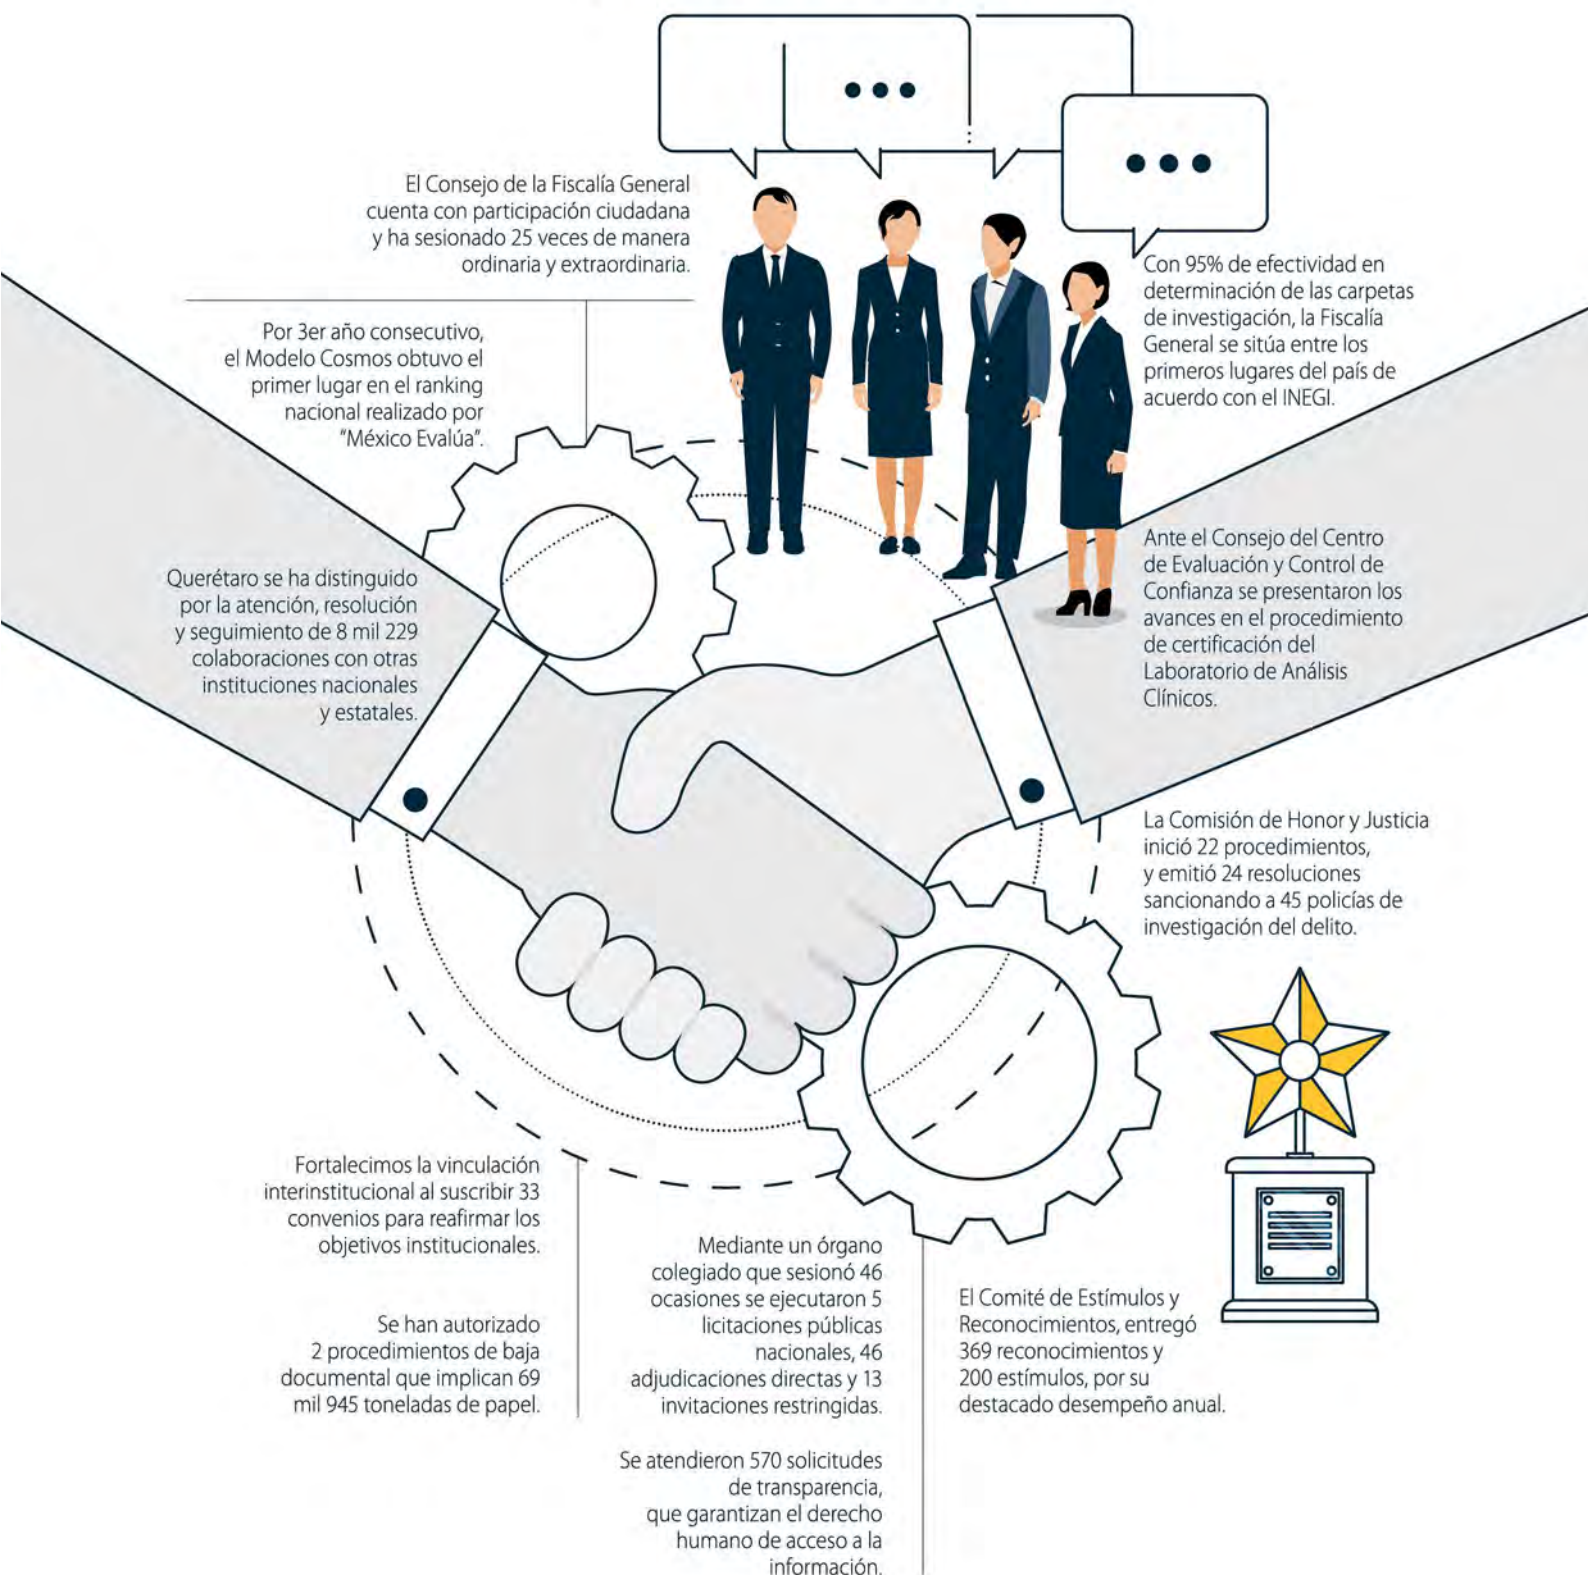 El Consejo de la Fiscalía General
cuenta con participación ciudadana
y ha sesionado 25 veces de manera
ordinaria y extraordinaria.
Por 3er año consecutivo,
el Modelo Cosmos obtuvo el
primer lugar en el ranking
nacional realizado por
“México Evalúa”.
Con 95% de efectividad en
determinación de las carpetas
de investigación, la Fiscalía
General se sitúa entre los
primeros lugares del país de
acuerdo con el INEGI.
Querétaro se ha distinguido
por la atención, resolución
y seguimiento de 8 mil 229
colaboraciones con otras
instituciones nacionales
y estatales.
Ante el Consejo del Centro
de Evaluación y Control de
Confianza se presentaron los
avances en el procedimiento
de certificación del
Laboratorio de Análisis
Clínicos.
La Comisión de Honor y Justicia
inició 22 procedimientos,
y emitió 24 resoluciones
sancionando a 45 policías de
investigación del delito.
Fortalecimos la vinculación
interinstitucional al suscribir 33
convenios para reafirmar los
objetivos institucionales.
Se han autorizado
2 procedimientos de baja
documental que implican 69
mil 945 toneladas de papel.
Mediante un órgano
colegiado que sesionó 46
ocasiones se ejecutaron 5
licitaciones públicas
nacionales, 46
adjudicaciones directas y 13
invitaciones restringidas.
Se atendieron 570 solicitudes
de transparencia,
que garantizan el derecho
humano de acceso a la
información.
El Comité de Estímulos y
Reconocimientos, entregó
369 reconocimientos y
200 estímulos, por su
destacado desempeño anual.